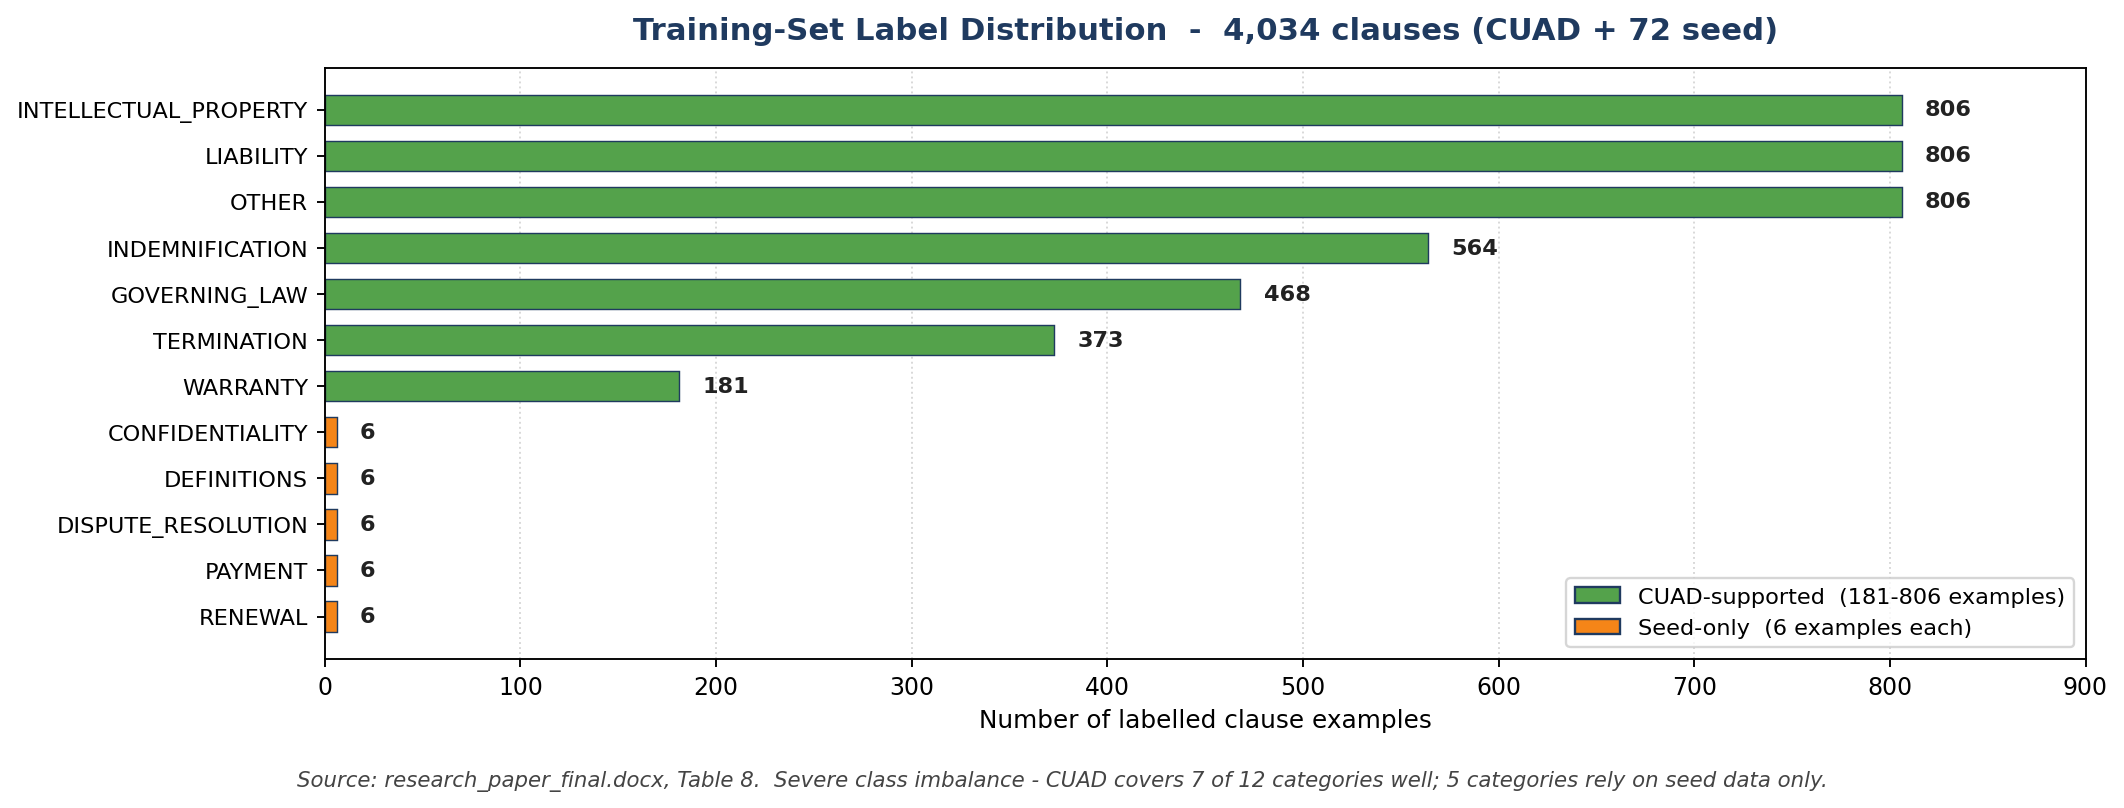 Training-Set Label Distribution - 4,034 clauses (CUAD + 72 seed)
INTELLECTUAL_PROPERTY 806
LIABILITY 806
OTHER 806
INDEMNIFICATION 564
GOVERNING_LAW 468
TERMINATION 373
WARRANTY 181
CONFIDENTIALITY 6
DEFINITIONS 6
DISPUTE_RESOLUTION 6
PAYMENT 6
RENEWAL 6
CUAD-supported (181-806 examples)
Seed-only (6 examples each)
0 100 200 300 400 500 600 700 800 900
Number of labelled clause examples
Source: research_paper_final.docx, Table 8. Severe class imbalance - CUAD covers 7 of 12 categories well; 5 categories rely on seed data only.